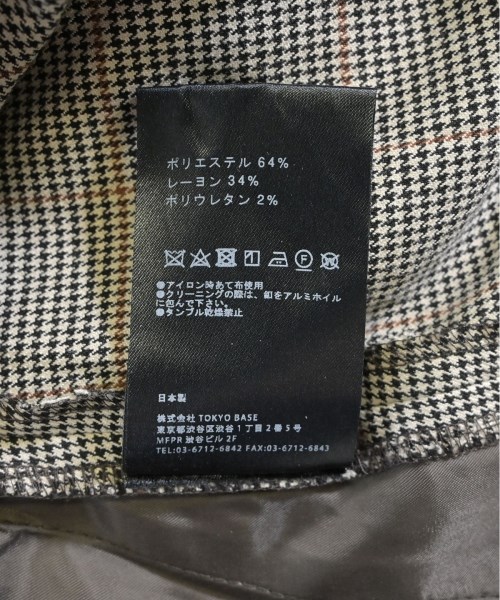 ポリエステル 64%
レーヨン 34%
ポリウレタン 2%
F
W
●アイロン時あて布使用
●クリーニングの際は、釦をアルミホイル
に包んで下さい。
●タンブル乾燥禁止
日本製
株式会社 TOKYO BASE
東京都渋谷区渋谷1丁目2番5号
MFPR 渋谷ビル 2F
TEL:03-6712-6842 FAX:03-6712-6843